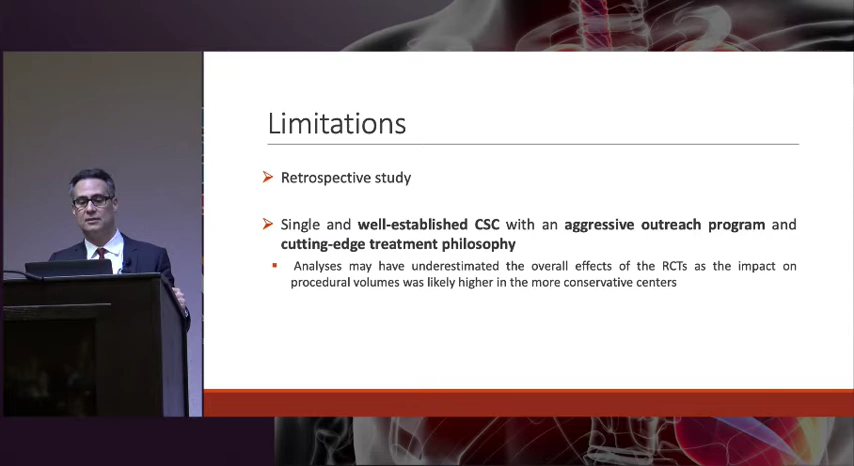 Limitations
Retrospective study
Single and well-established CSC with an aggressive outreach program and
cutting-edge treatment philosophy
Analyses may have underestimated the overall effects of the RCTs as the impact on
procedural volumes was likely higher in the more conservative centers